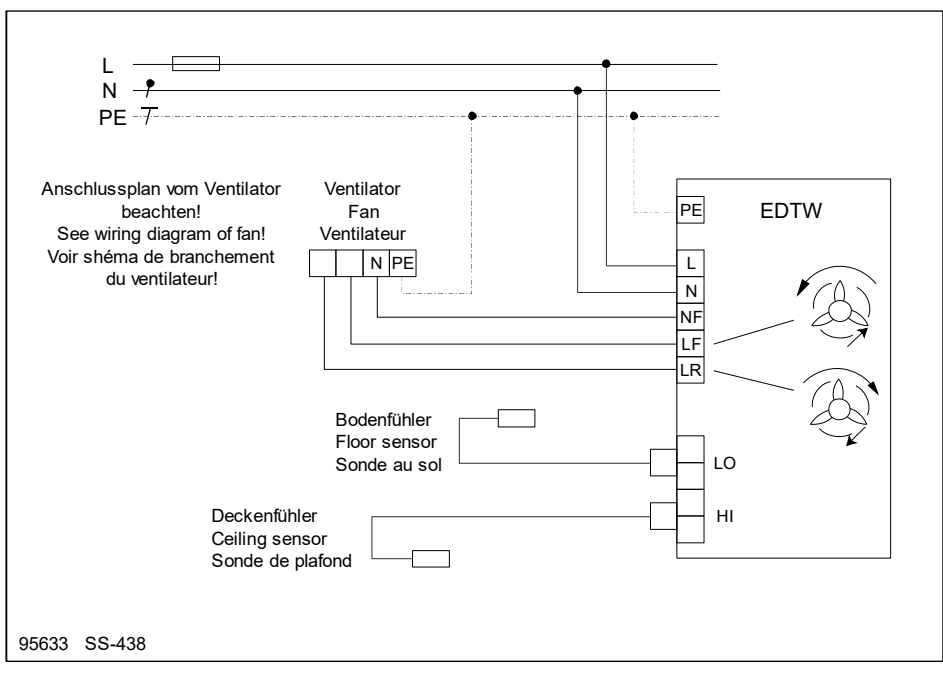 L
N
PE
Anschlussplan vom Ventilator
beachten!
See wiring diagram of fan!
Voir shéma de branchement
du ventilateur!
Ventilator
Fan
Ventilateur
N PE
PE
EDTW
L
N
NF
LF
LR
Bodenfühler
Floor sensor
Sonde au sol
LO
Deckenfühler
Ceiling sensor
Sonde de plafond
HI
95633 SS-438